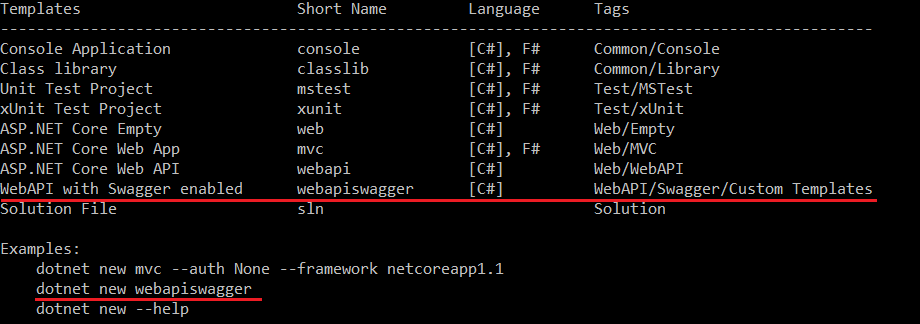 Templates Short Name Language Tags
----------------------------------------------------------------------------------------
Console Application console [C#], F# Common/Console
Class library classlib [C#], F# Common/Library
Unit Test Project mstest [C#], F# Test/MSTest
xUnit Test Project xunit [C#], F# Test/xUnit
ASP.NET Core Empty web [C#] Web/Empty
ASP.NET Core Web App mvc [C#], F# Web/MVC
ASP.NET Core Web API webapi [C#] Web/WebAPI
WebAPI with Swagger enabled webapiswagger [C#] WebAPI/Swagger/Custom Templates
Solution File sln Solution
Examples:
dotnet new mvc --auth None --framework netcoreapp1.1
dotnet new webapiswagger
dotnet new --help